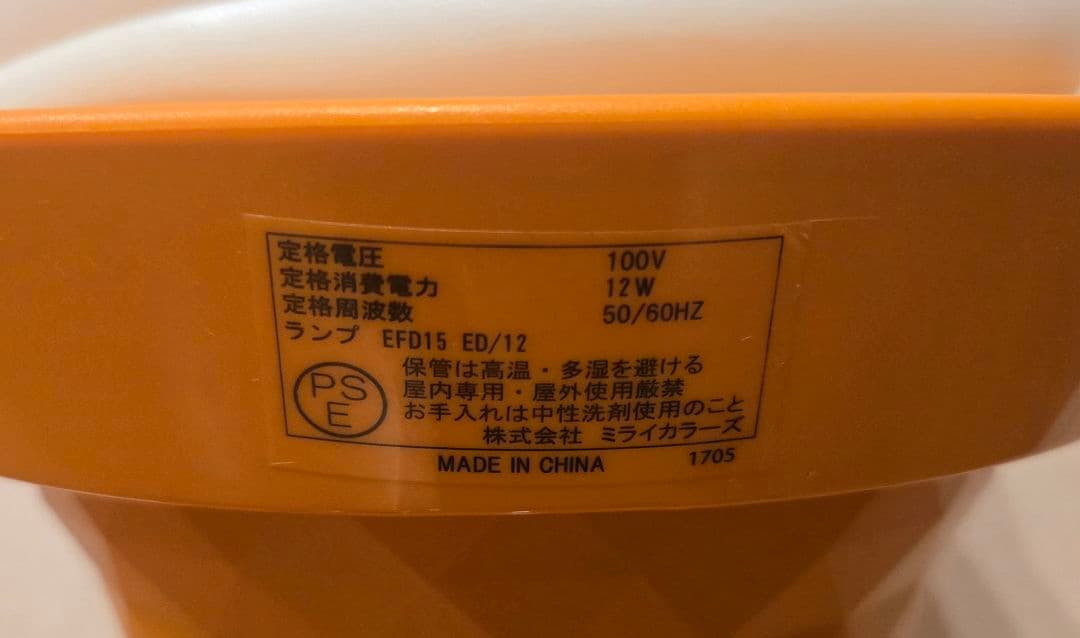 定格電圧 100V
定格消費電力 12W
定格周波数 50/60HZ
ランプ EFD15 ED/12
保管は高温・多湿を避ける
屋内専用・屋外使用厳禁
お手入れは中性洗剤使用のこと
PS
E
株式会社 ミライカラーズ
MADE IN CHINA 1705